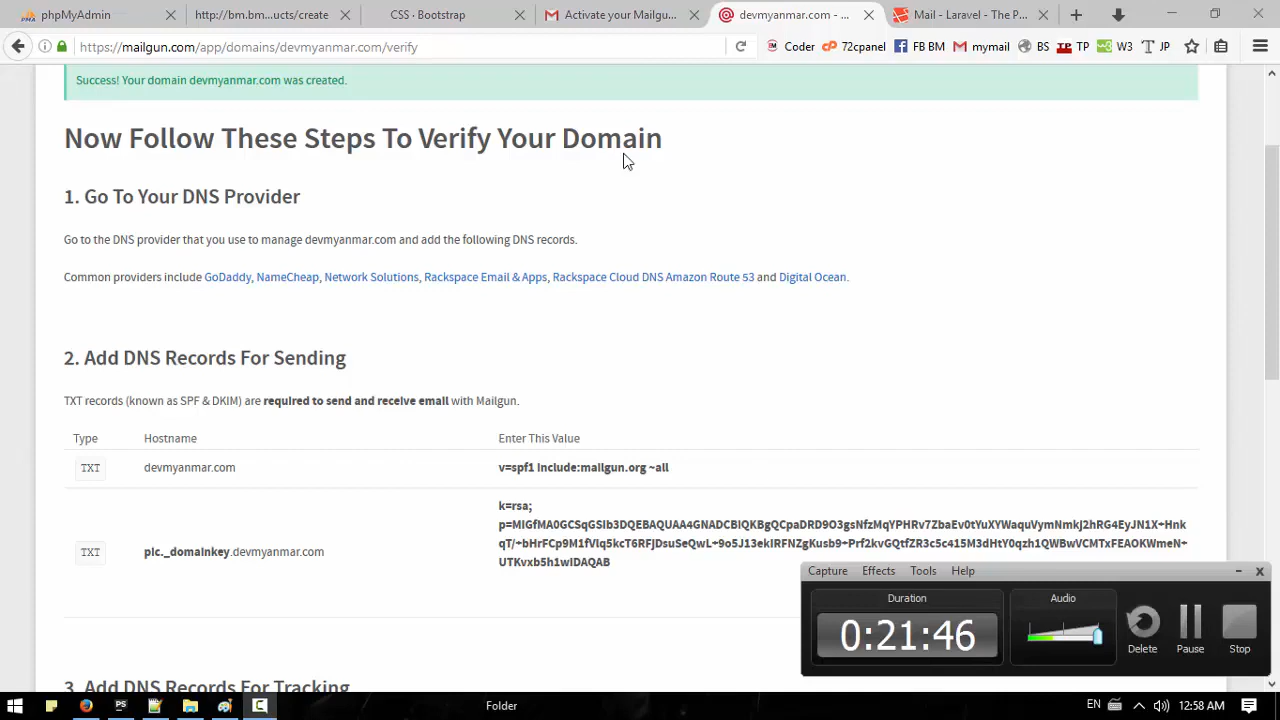 phpMyAdmin
http://bm.bm...ucts/create
CSS · Bootstrap
Activate your Mailgu...
devmyanmar.com - ...
Mail - Laravel - The P...
https://mailgun.com/app/domains/devmyanmar.com/verify
Coder
72cpanel
FB BM
mymail
BS
TP
W3
JP
Success! Your domain devmyanmar.com was created.
Now Follow These Steps To Verify Your Domain
1. Go To Your DNS Provider
Go to the DNS provider that you use to manage devmyanmar.com and add the following DNS records.
Common providers include GoDaddy, NameCheap, Network Solutions, Rackspace Email & Apps, Rackspace Cloud DNS Amazon Route 53 and Digital Ocean.
2. Add DNS Records For Sending
TXT records (known as SPF & DKIM) are required to send and receive email with Mailgun.
Type Hostname Enter This Value
TXT devmyanmar.com v=spf1 include:mailgun.org ~all
k=rsa;
p=MIGfMA0GCSqGSIb3DQEBAQUAA4GNADCBiQKBgQCpaDRD9O3gsNfzMqYPHRv7ZbaEv0tYuXYWaquVymNmkJ2hRG4EyJN1X+Hnk
qT/+bHrFCp9M1fVlq5kcT6RFjDsuSeQwL+9o5J13ekIRFNZgKusb9+Prf2kvGQtfZR3c5c415M3dHtY0qzh1QWBwVCMTxFEAOKWmeN+
UTKvxb5h1wIDAQAB
TXT pic._domainkey.devmyanmar.com
3. Add DNS Records For Tracking
Capture Effects Tools Help
Duration
0:21:46
Audio
Delete
Pause
Stop
Folder
EN
12:58 AM